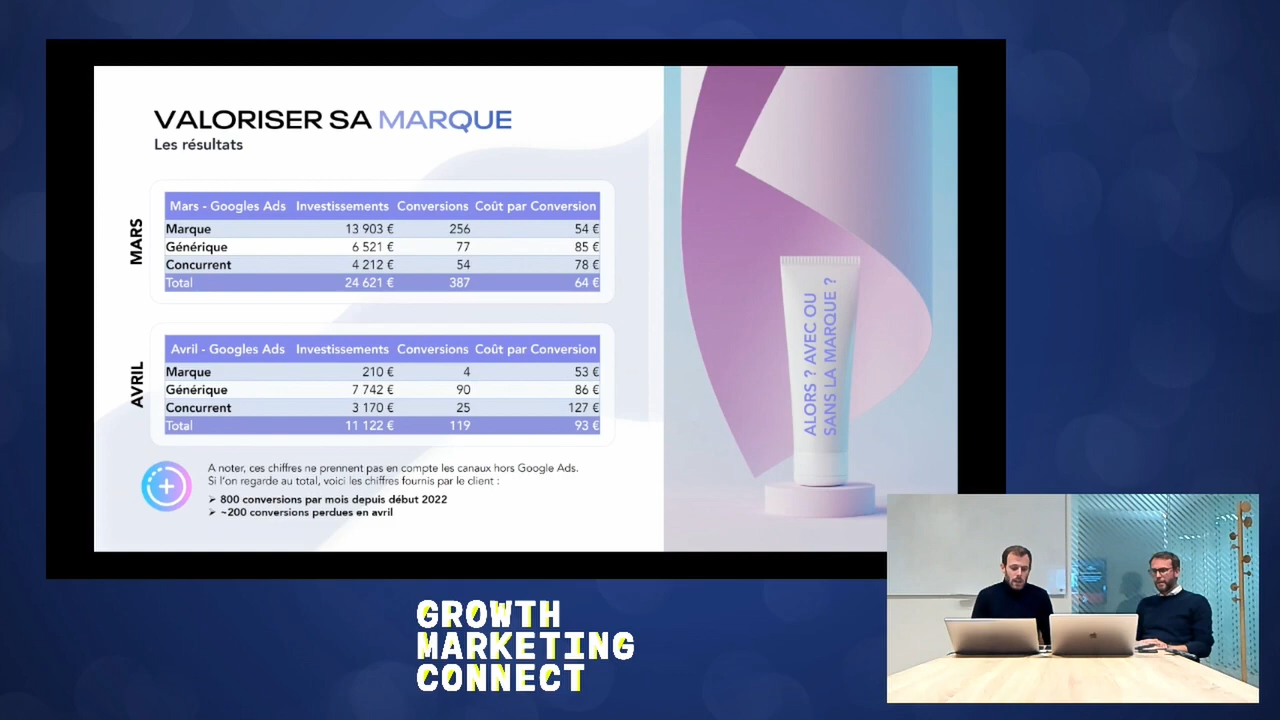 VALORISER SA MARQUE
Les résultats
MARS
Mars - Googles Ads Investissements Conversions Coût par Conversion
Marque 13 903 € 256 54 €
Générique 6 521 € 77 85 €
Concurrent 4 212 € 54 78 €
Total 24 621 € 387 64 €
AVRIL
Avril - Googles Ads Investissements Conversions Coût par Conversion
Marque 210 € 4 53 €
Générique 7 742 € 90 86 €
Concurrent 3 170 € 25 127 €
Total 11 122 € 119 93 €
A noter, ces chiffres ne prennent pas en compte les canaux hors Google Ads.
Si l'on regarde au total, voici les chiffres fournis par le client :
➢ 800 conversions par mois depuis début 2022
➢ ~200 conversions perdues en avril
ALORS ? AVEC OU
SANS LA MARQUE ?
GROWTH
MARKETING
CONNECT